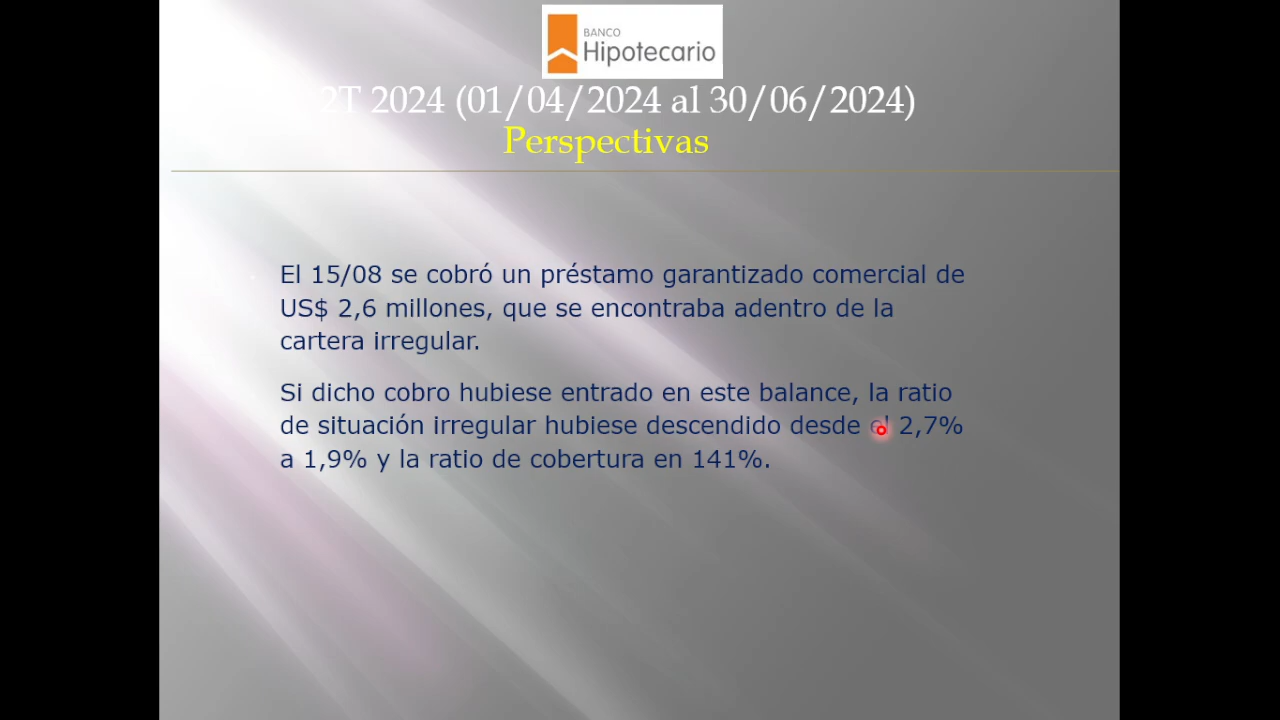 BANCO
Hipotecario
2T 2024 (01/04/2024 al 30/06/2024)
Perspectivas
El 15/08 se cobró un préstamo garantizado comercial de
US$ 2,6 millones, que se encontraba adentro de la
cartera irregular.
Si dicho cobro hubiese entrado en este balance, la ratio
de situación irregular hubiese descendido desde el 2,7%
a 1,9% y la ratio de cobertura en 141%.